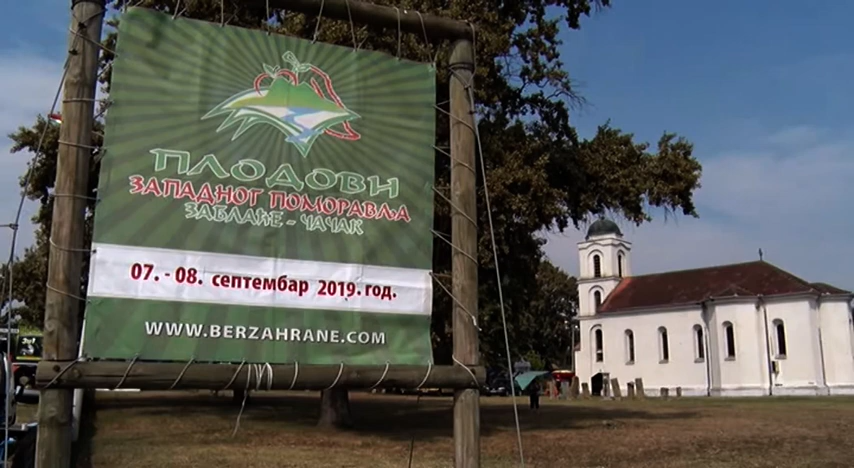 ПЛОДОВИ
ЗАПАДНОГ ПОМОРАВЉА
ЗАБЛАЋЕ - ЧАЧАК
07. - 08. септембар 2019. год.
WWW.BERZAHRANE.COM